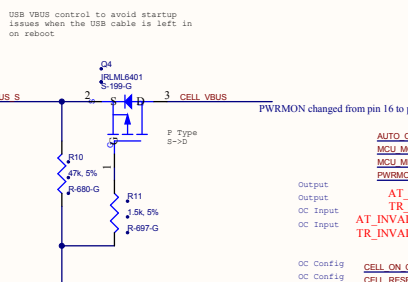 USB VBUS control to avoid startup
issues when the USB cable is left in
on reboot
Q4
IRLML6401
S-199-G
US_S
2
S
D
3
CELL_VBUS
PWRMON changed from pin 16 to
P Type
S->D
G
1
R10
47k, 5%
R-680-G
R11
1.5k, 5%
R-697-G
AUTO_
MCU_M
MCU_M
PWRMO
Output
Output
OC Input
OC Input
AT_
TR_
AT_INVA
TR_INVAL
OC Config
OC Config
CELL_ON_
CELL_RESE